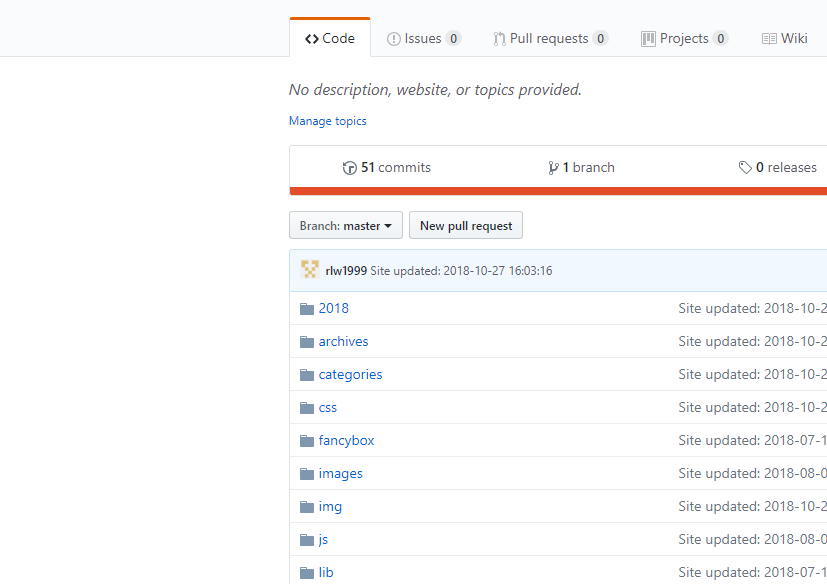 Code Issues 0 Pull requests 0 Projects 0 Wiki
No description, website, or topics provided.
Manage topics
51 commits 1 branch 0 releases
Branch: master New pull request
rlw1999 Site updated: 2018-10-27 16:03:16
2018 Site updated: 2018-10-2
archives Site updated: 2018-10-2
categories Site updated: 2018-10-2
css Site updated: 2018-10-2
fancybox Site updated: 2018-07-1
images Site updated: 2018-08-0
img Site updated: 2018-10-2
js Site updated: 2018-08-0
lib Site updated: 2018-07-1